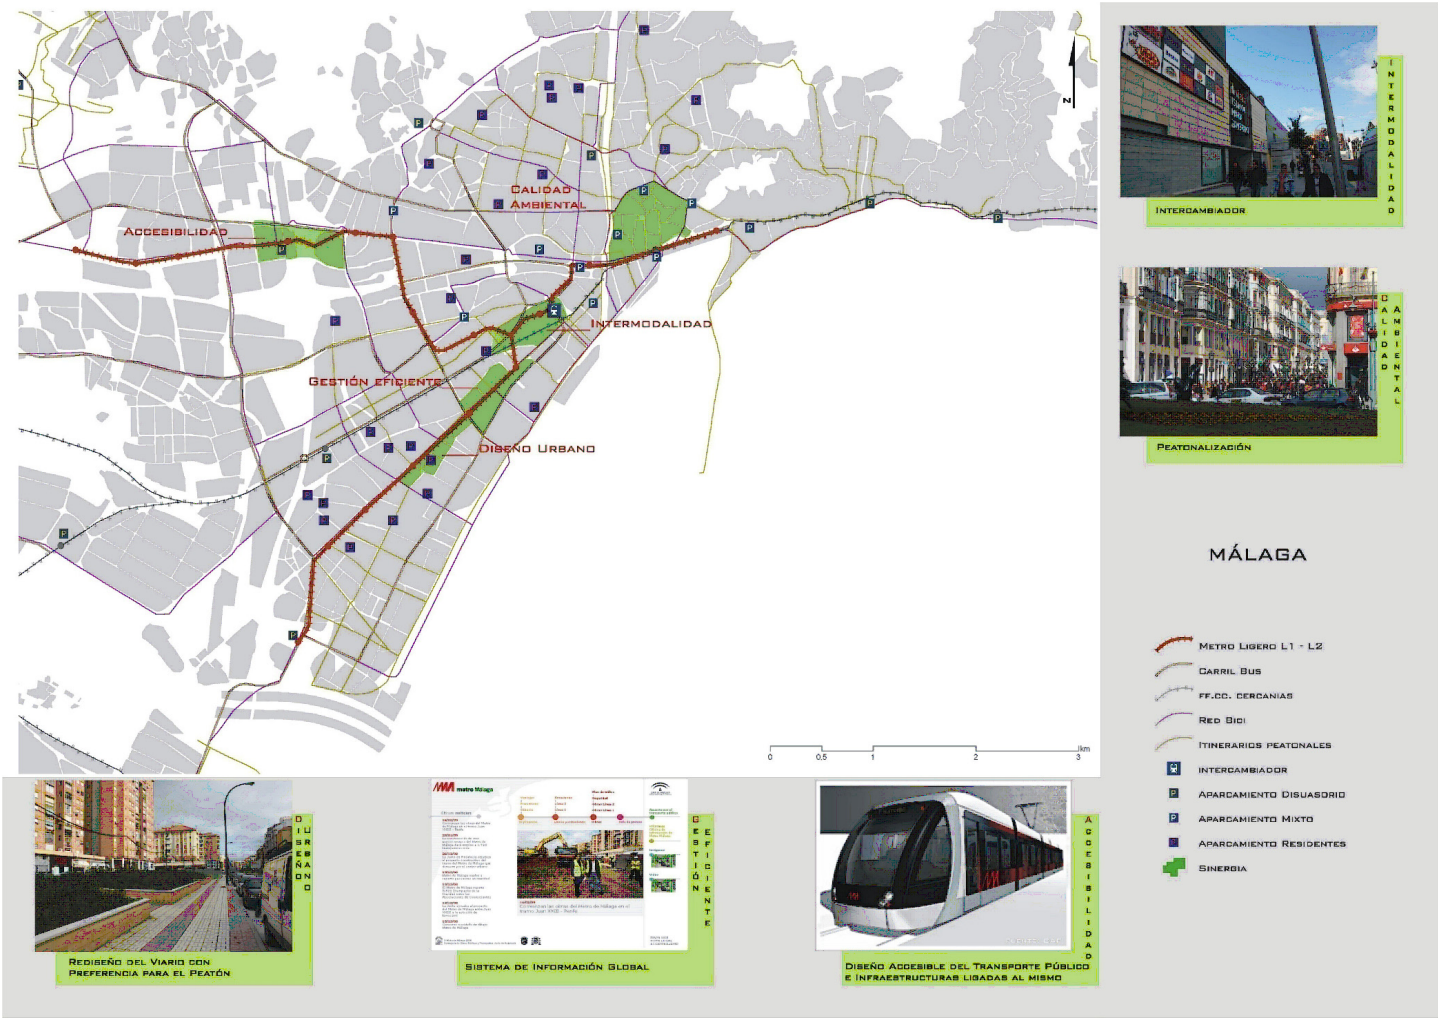 Accesibilidad
Calidad
Ambiental
Intermodalidad
Gestión eficiente
Diseño Urbano
N
0 0,5 1 2 3
km
Intermodalidad
Intercambiador
Calidad
Ambiental
Peatonalización
MÁLAGA
Metro Ligero L1 - L2
Carril Bus
FF.CC. cercanias
Red Bici
Itinerarios peatonales
Intercambiador
Aparcamiento Disuasorio
Aparcamiento Mixto
Aparcamiento Residentes
Sinergia
Diseño
Urbano
Rediseño del Viario con
Preferencia para el Peatón
metro Málaga
Gestión
Eficiente
Sistema de Información Global
Accesibilidad
Diseño Accesible del Transporte Público
e Infraestructuras ligadas al mismo